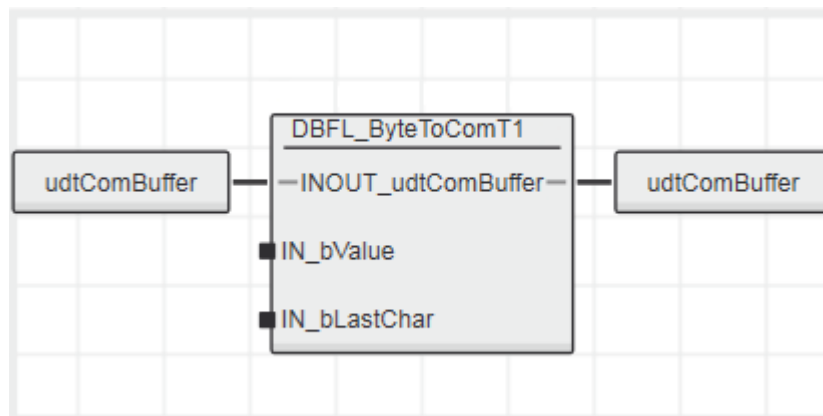 DBFL_ByteToComT1
udtComBuffer
INOUT_udtComBuffer
udtComBuffer
IN_bValue
IN_bLastChar